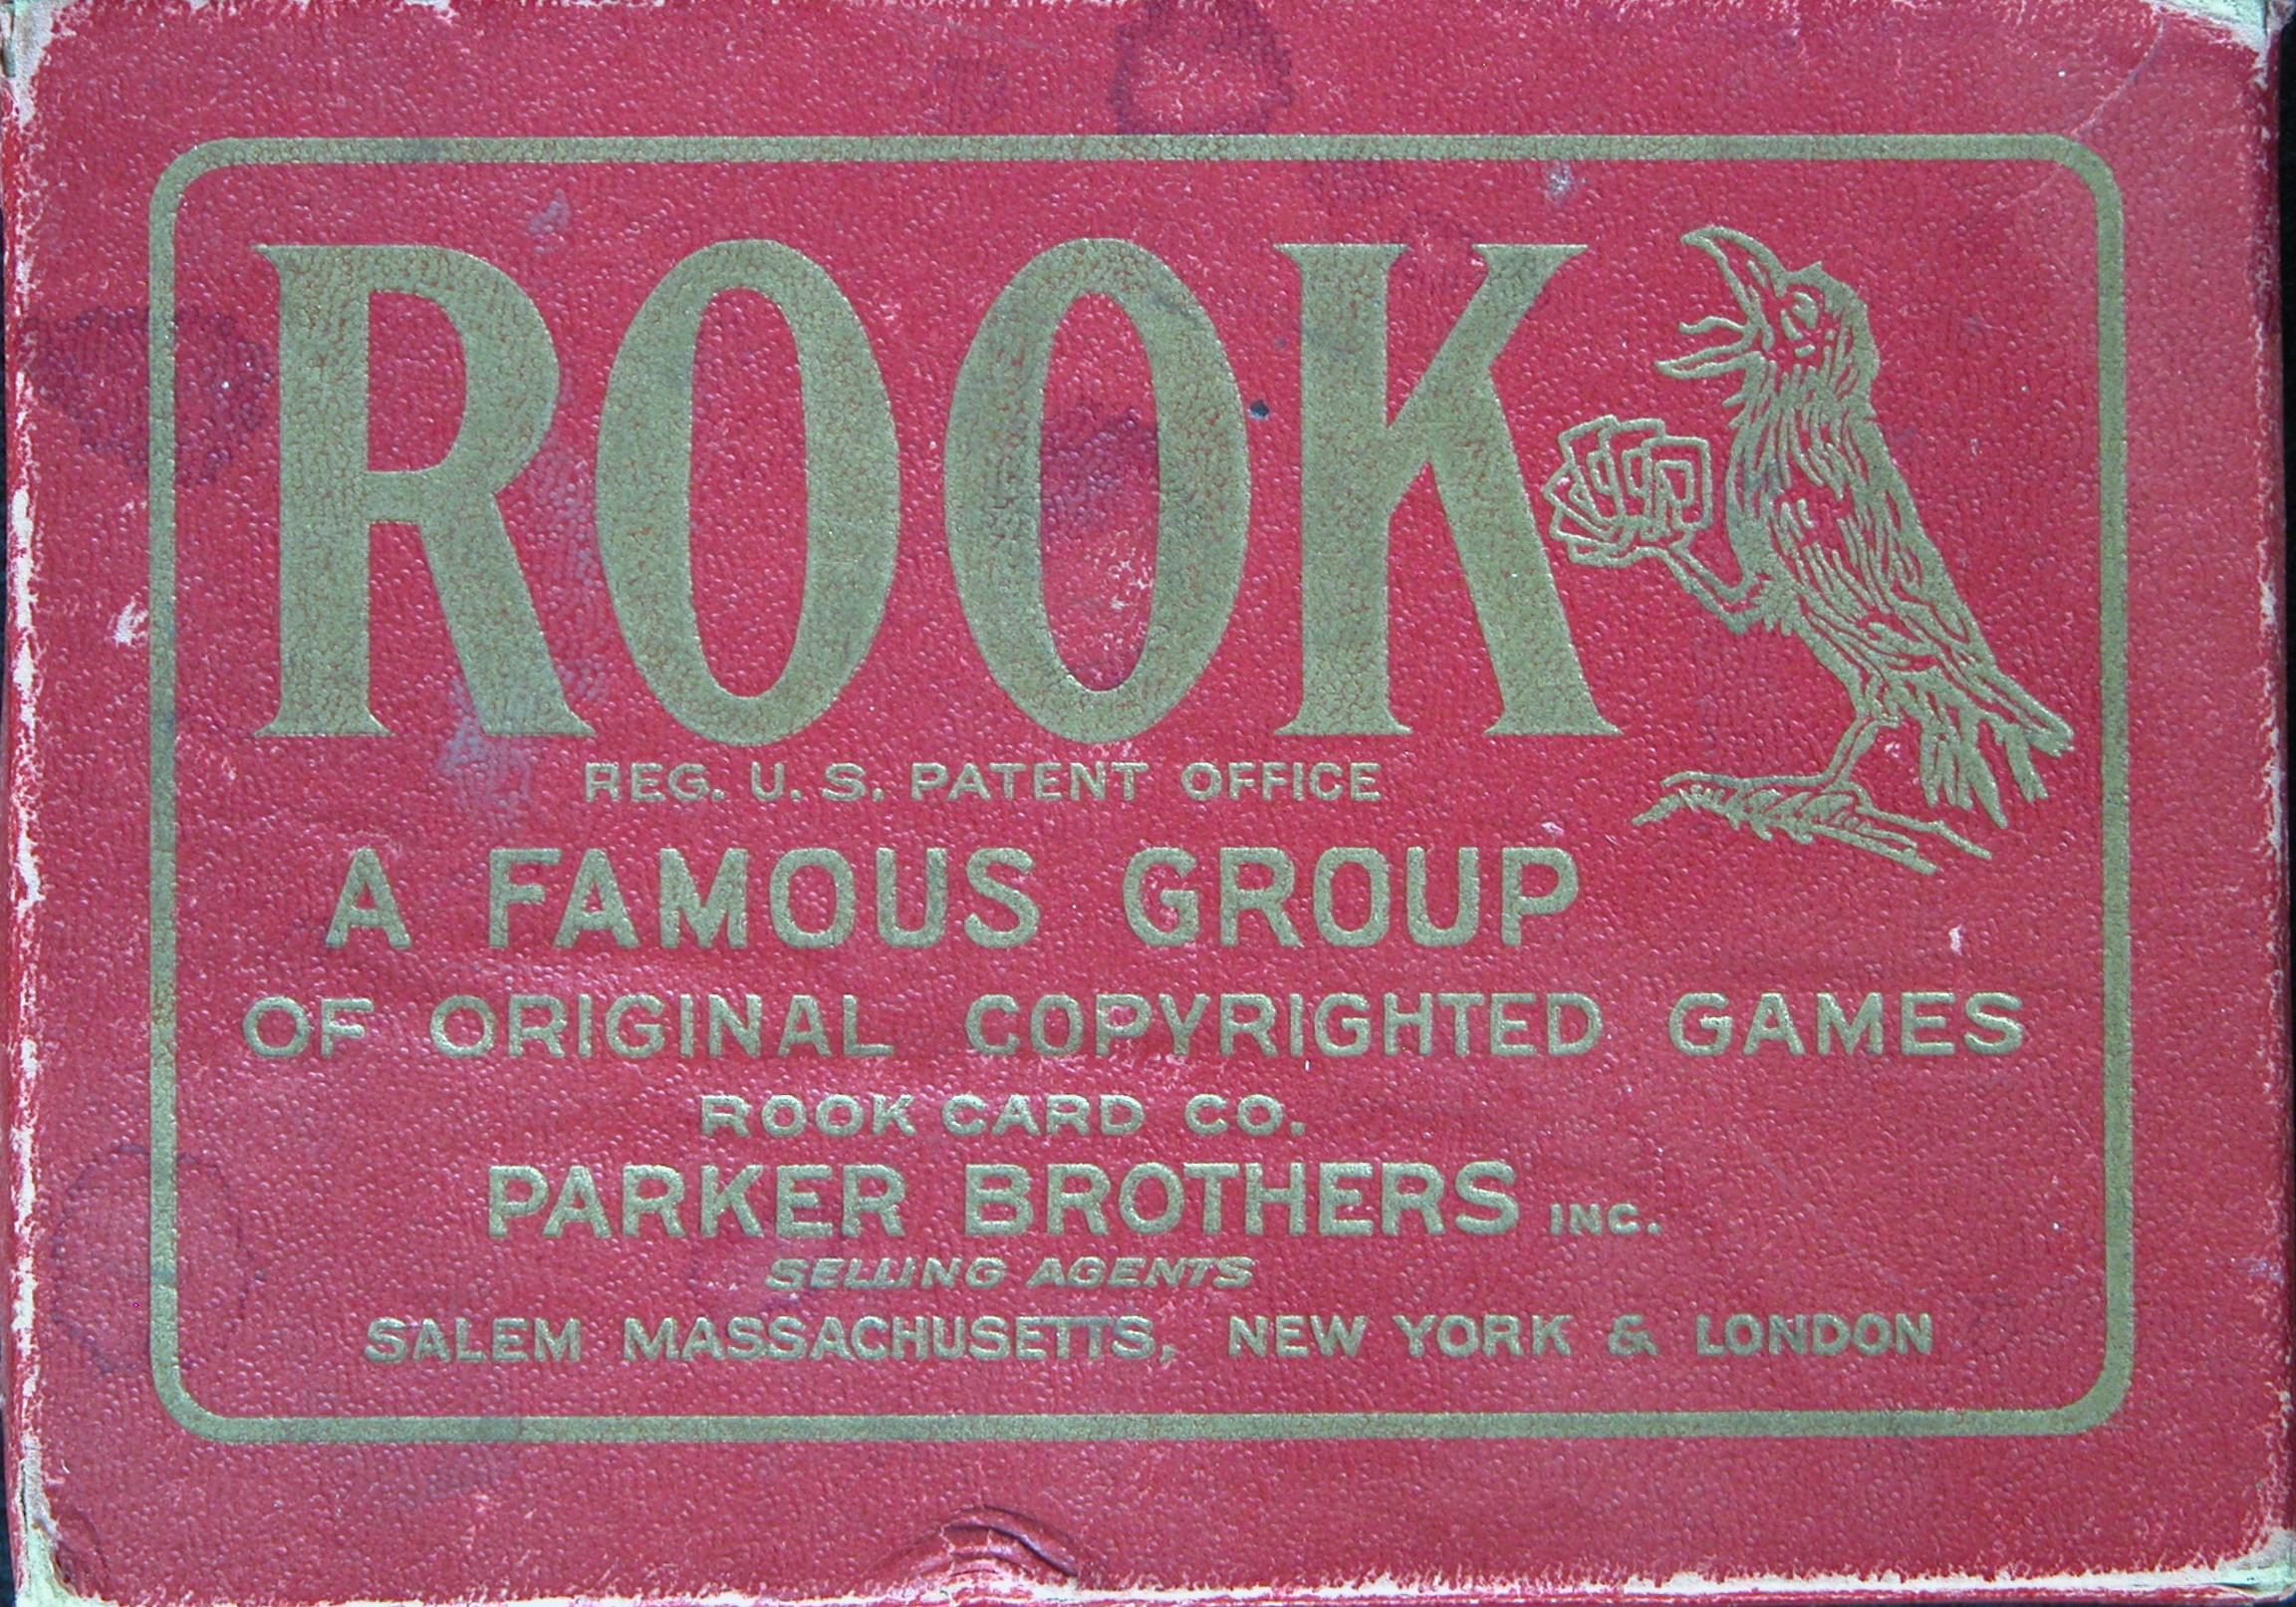 ROOK
REG. U. S. PATENT OFFICE
A FAMOUS GROUP
OF ORIGINAL COPYRIGHTED GAMES
ROOK CARD CO.
PARKER BROTHERS INC.
SELLING AGENTS
SALEM MASSACHUSETTS, NEW YORK & LONDON